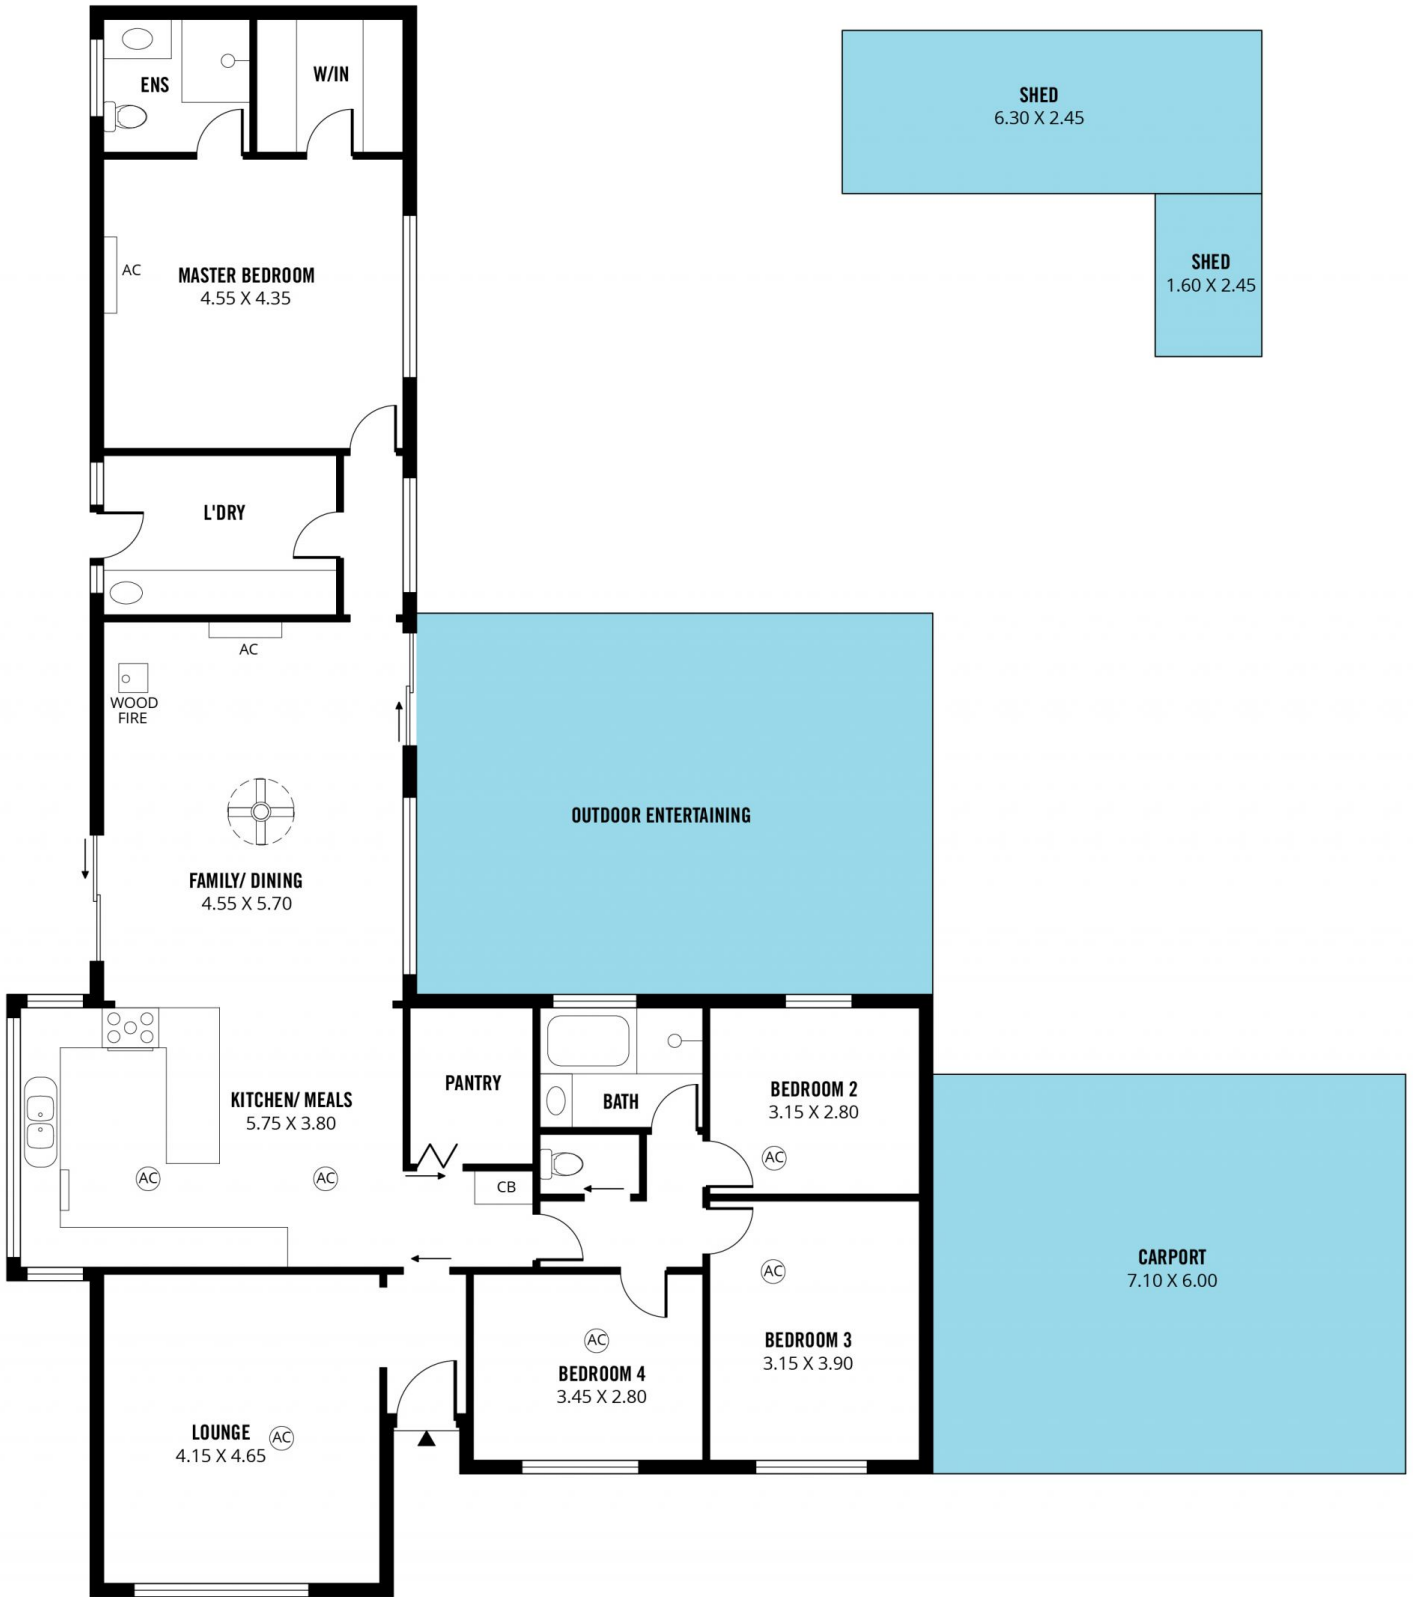 ENS
W/IN
SHED
6.30 X 2.45
SHED
1.60 X 2.45
AC
MASTER BEDROOM
4.55 X 4.35
L'DRY
AC
WOOD
FIRE
OUTDOOR ENTERTAINING
FAMILY/ DINING
4.55 X 5.70
KITCHEN/ MEALS
5.75 X 3.80
AC
AC
PANTRY
CB
BATH
BEDROOM 2
3.15 X 2.80
AC
AC
BEDROOM 3
3.15 X 3.90
CARPORT
7.10 X 6.00
AC
BEDROOM 4
3.45 X 2.80
LOUNGE
4.15 X 4.65
AC